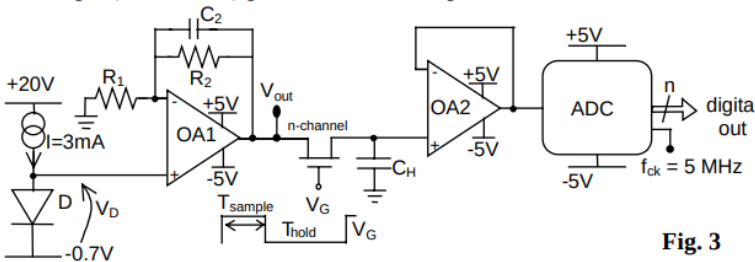 C2
R2
+20V
R1
I=3mA
D
VD
-0.7V
-
+5V
OA1
+
-5V
Vout
n-channel
VG
CH
Tsample
Thold
VG
-
+5V
OA2
+
-5V
+5V
ADC
-5V
n
digita
out
fck = 5 MHz
Fig. 3